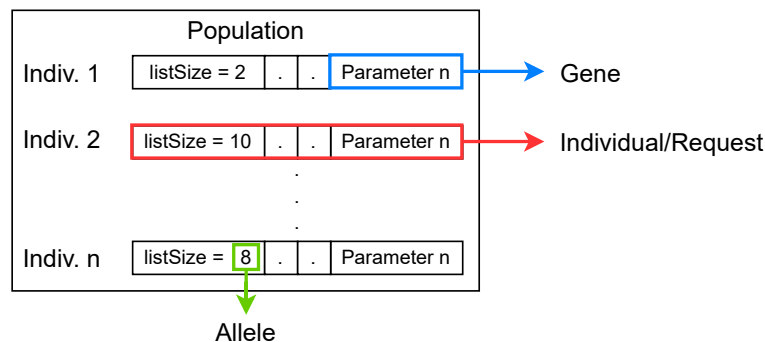 Population
Indiv. 1 listSize = 2 . . Parameter n Gene
Indiv. 2 listSize = 10 . . Parameter n Individual/Request
.
.
.
Indiv. n listSize = 8 . . Parameter n
Allele